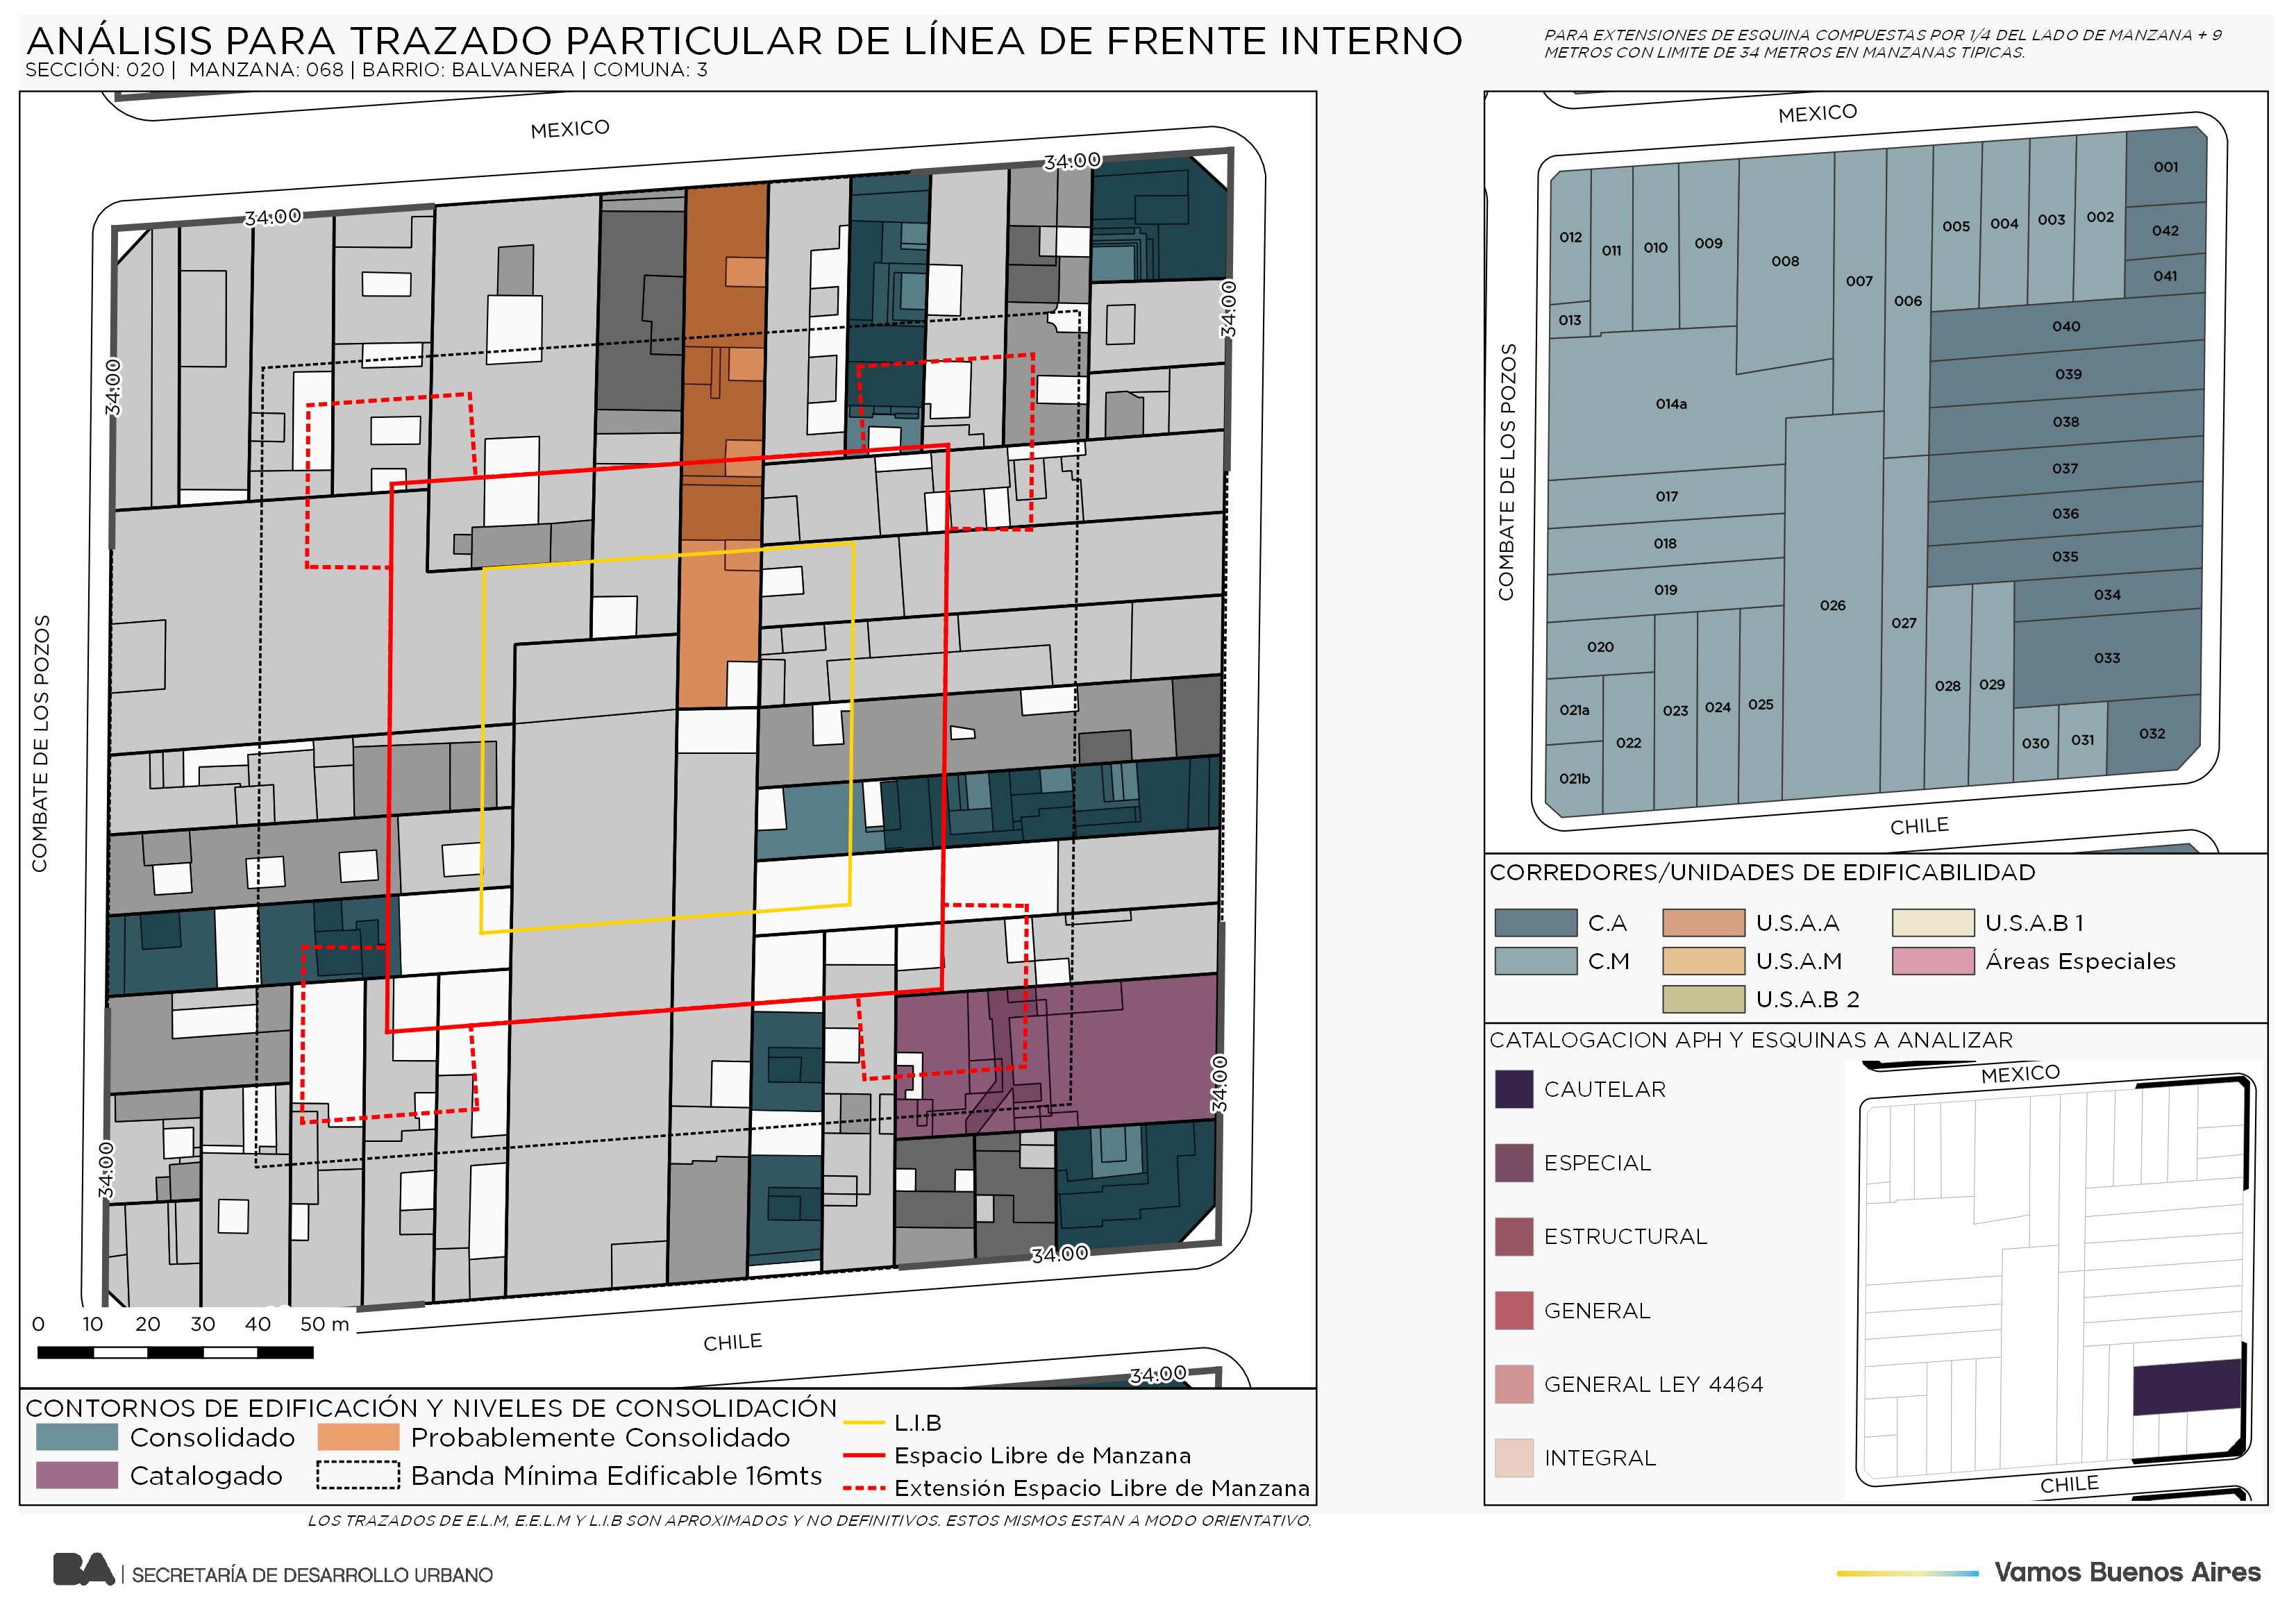 ANÁLISIS PARA TRAZADO PARTICULAR DE LÍNEA DE FRENTE INTERNO
SECCIÓN: 020 | MANZANA: 068 | BARRIO: BALVANERA | COMUNA: 3
PARA EXTENSIONES DE ESQUINA COMPUESTAS POR 1/4 DEL LADO DE MANZANA + 9
METROS CON LIMITE DE 34 METROS EN MANZANAS TIPICAS.
MEXICO
34:00
34:00
34:00
34:00
COMBATE DE LOS POZOS
34:00
34:00
34:00
CHILE
34:00
0 10 20 30 40 50 m
CONTORNOS DE EDIFICACIÓN Y NIVELES DE CONSOLIDACIÓN
Consolidado
Probablemente Consolidado
Catalogado
Banda Mínima Edificable 16mts
L.I.B
Espacio Libre de Manzana
Extensión Espacio Libre de Manzana
LOS TRAZADOS DE E.L.M, E.E.L.M Y L.I.B SON APROXIMADOS Y NO DEFINITIVOS. ESTOS MISMOS ESTAN A MODO ORIENTATIVO.
MEXICO
COMBATE DE LOS POZOS
001
042
041
002
003
004
005
006
007
008
009
010
011
012
013
014a
040
039
038
037
036
035
034
033
032
031
030
029
028
027
026
025
024
023
022
021a
021b
020
019
018
017
CHILE
CORREDORES/UNIDADES DE EDIFICABILIDAD
C.A
U.S.A.A
U.S.A.B 1
C.M
U.S.A.M
Áreas Especiales
U.S.A.B 2
CATALOGACION APH Y ESQUINAS A ANALIZAR
CAUTELAR
ESPECIAL
ESTRUCTURAL
GENERAL
GENERAL LEY 4464
INTEGRAL
MEXICO
CHILE
BA | SECRETARÍA DE DESARROLLO URBANO
Vamos Buenos Aires